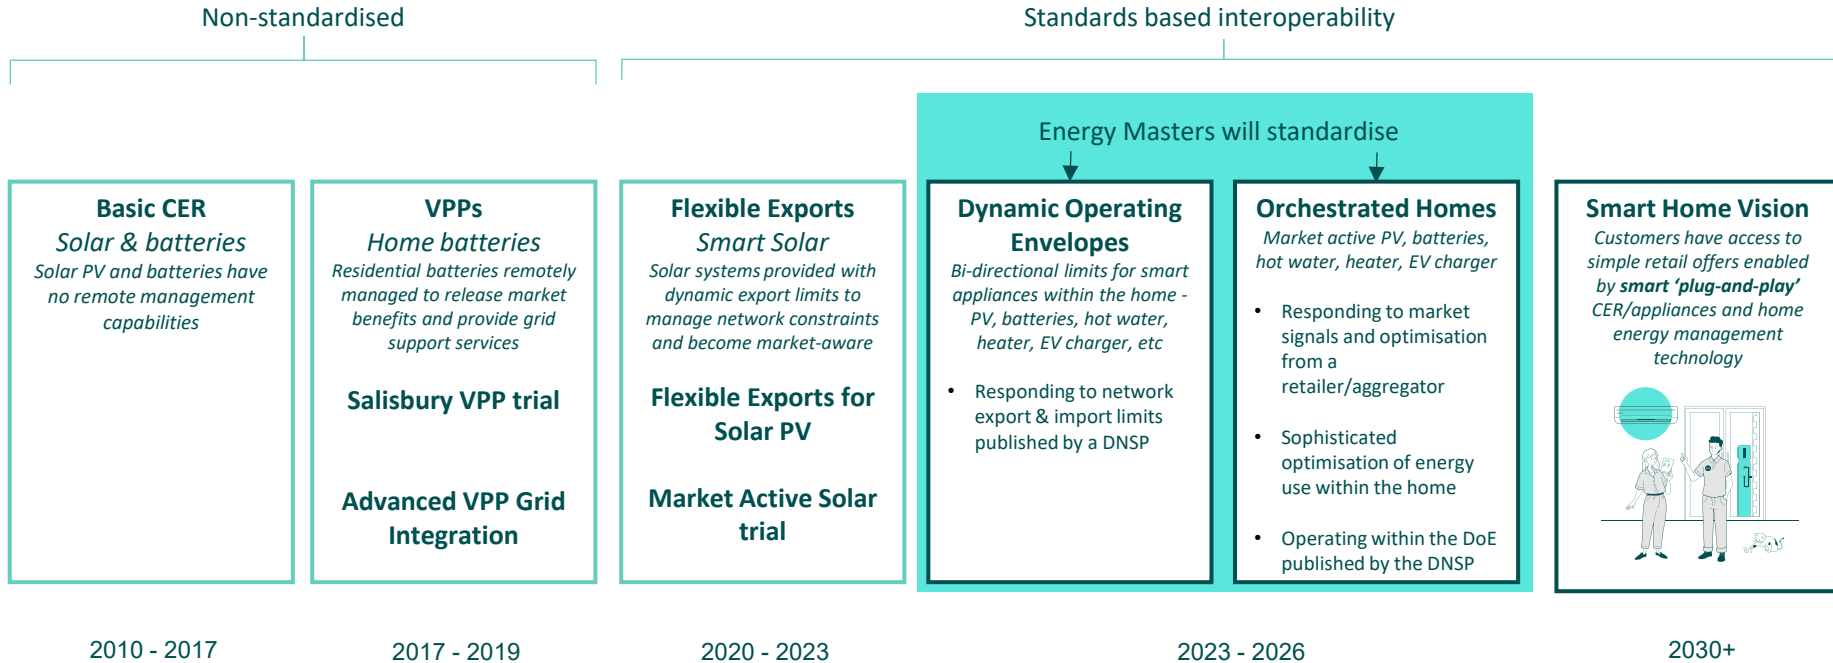 Non-standardised
Standards based interoperability
Energy Masters will standardise
Basic CER
Solar & batteries
Solar PV and batteries have
no remote management
capabilities
VPPs
Home batteries
Residential batteries remotely
managed to release market
benefits and provide grid
support services
Salisbury VPP trial
Advanced VPP Grid
Integration
Flexible Exports
Smart Solar
Solar systems provided with
dynamic export limits to
manage network constraints
and become market-aware
Flexible Exports for
Solar PV
Market Active Solar
trial
Dynamic Operating
Envelopes
Bi-directional limits for smart
appliances within the home -
PV, batteries, hot water,
heater, EV charger, etc
• Responding to network
export & import limits
published by a DNSP
Orchestrated Homes
Market active PV, batteries,
hot water, heater, EV charger
• Responding to market
signals and optimisation
from a
retailer/aggregator
• Sophisticated
optimisation of energy
use within the home
• Operating within the DoE
published by the DNSP
Smart Home Vision
Customers have access to
simple retail offers enabled
by smart ‘plug-and-play’
CER/appliances and home
energy management
technology
2010 - 2017
2017 - 2019
2020 - 2023
2023 - 2026
2030+